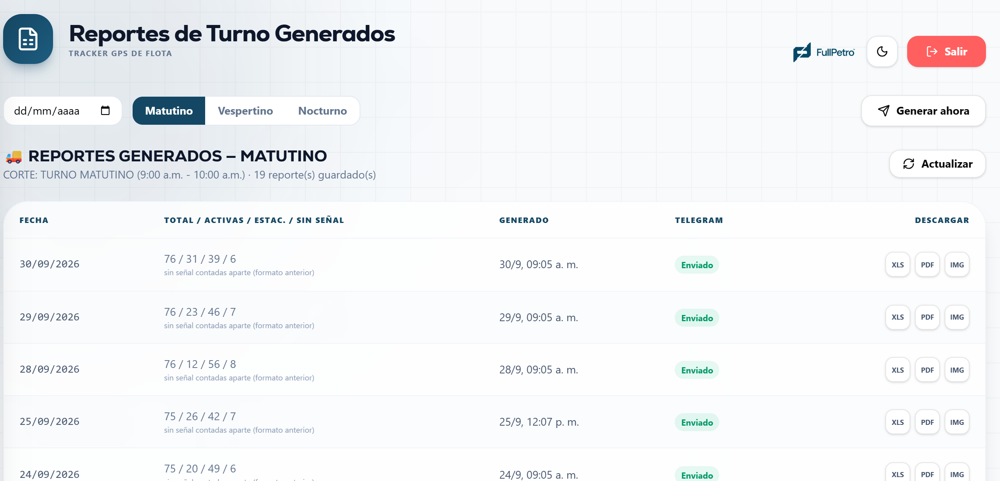 Reportes de Turno Generados
TRACKER GPS DE FLOTA
FullPetro
Salir
dd/mm/aaaa
Matutino
Vespertino
Nocturno
Generar ahora
REPORTES GENERADOS – MATUTINO
CORTE: TURNO MATUTINO (9:00 a.m. - 10:00 a.m.) · 19 reporte(s) guardado(s)
Actualizar
FECHA TOTAL / ACTIVAS / ESTAC. / SIN SEÑAL GENERADO TELEGRAM DESCARGAR
30/09/2026 76 / 31 / 39 / 6 30/9, 09:05 a. m. Enviado XLS PDF IMG
sin señal contadas aparte (formato anterior)
29/09/2026 76 / 23 / 46 / 7 29/9, 09:05 a. m. Enviado XLS PDF IMG
sin señal contadas aparte (formato anterior)
28/09/2026 76 / 12 / 56 / 8 28/9, 09:05 a. m. Enviado XLS PDF IMG
sin señal contadas aparte (formato anterior)
25/09/2026 75 / 26 / 42 / 7 25/9, 12:07 p. m. Enviado XLS PDF IMG
sin señal contadas aparte (formato anterior)
24/09/2026 75 / 20 / 49 / 6 24/9, 09:05 a. m. Enviado XLS PDF IMG